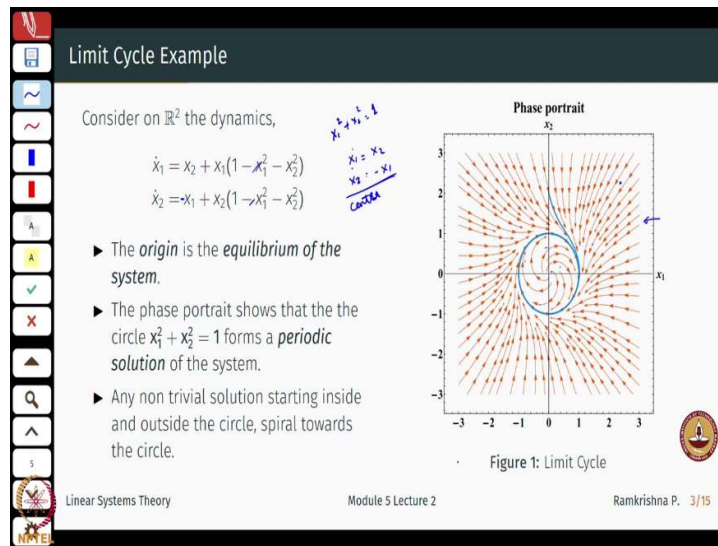 Limit Cycle Example
Consider on ℝ² the dynamics,
ẋ₁ = x₂ + x₁(1 − x₁² − x₂²)
ẋ₂ = -x₁ + x₂(1 − x₁² − x₂²)
x₁² + x₂² = 1
ẋ₁ = x₂
ẋ₂ = -x₁
center
▶ The origin is the equilibrium of the
system.
▶ The phase portrait shows that the the
circle x₁² + x₂² = 1 forms a periodic
solution of the system.
▶ Any non trivial solution starting inside
and outside the circle, spiral towards
the circle.
Phase portrait
x₂
3
2
1
0
−1
−2
−3
x₁
−3 −2 −1 0 1 2 3
Figure 1: Limit Cycle
A
A
5
Linear Systems Theory Module 5 Lecture 2 Ramkrishna P. 3/15
NPTEL